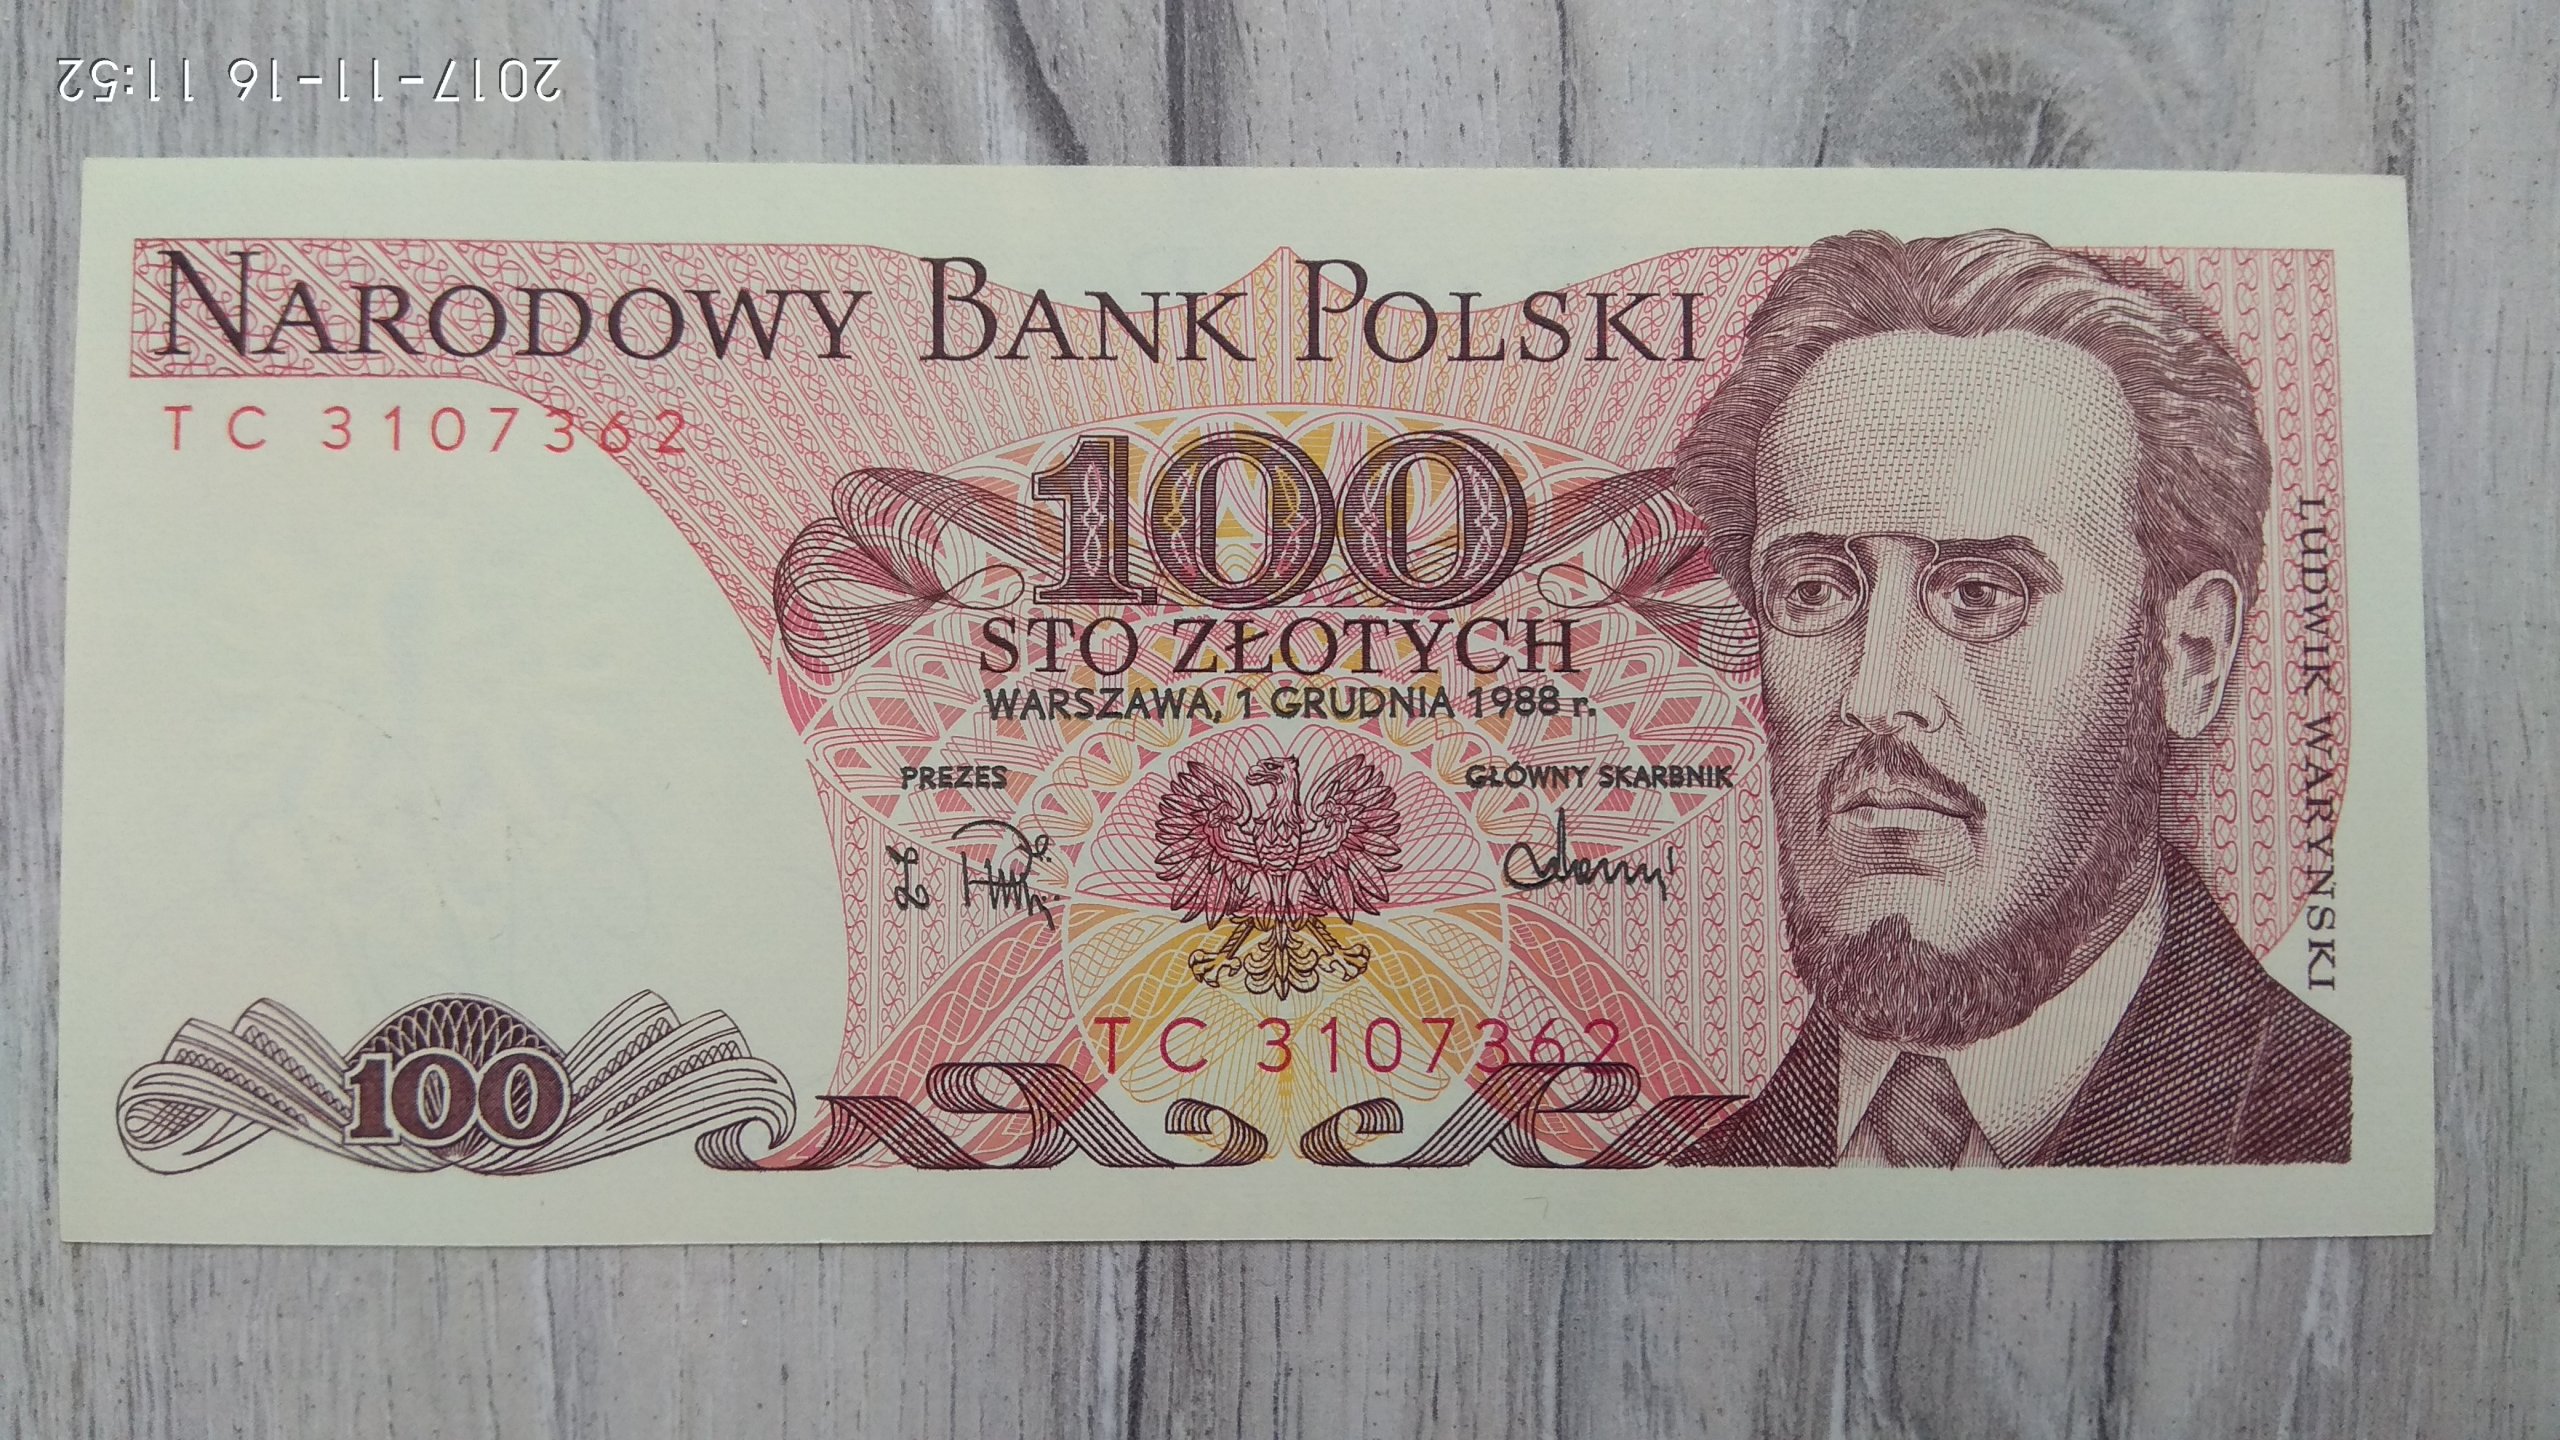 2017-11-16 11:52
NARODOWY BANK POLSKI
TC 3107362
100
STO ZŁOTYCH
WARSZAWA, 1 GRUDNIA 1988 r.
PREZES GŁÓWNY SKARBNIK
TC 3107362
100
LUDWIK WARYŃSKI